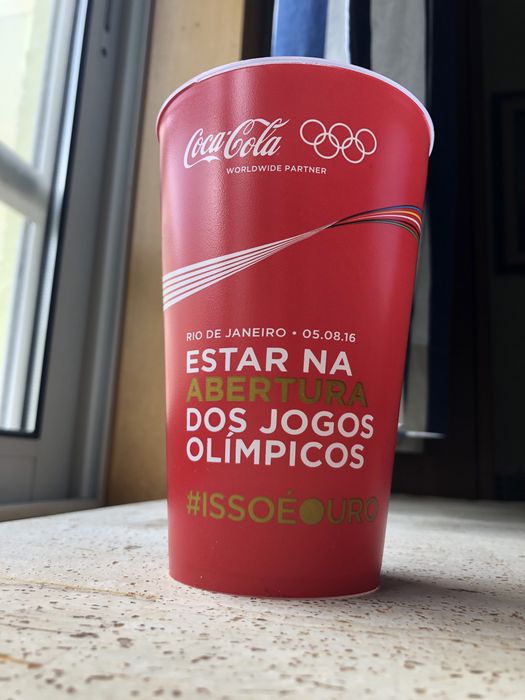 Coca-Cola
WORLDWIDE PARTNER
RIO DE JANEIRO • 05.08.16
ESTAR NA
ABERTURA
DOS JOGOS
OLÍMPICOS
#ISSOÉOURO